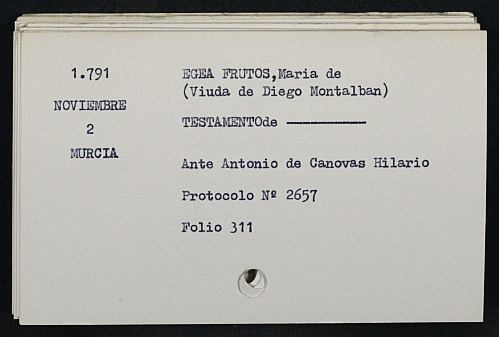 1.791
NOVIEMBRE
2
MURCIA
EGEA FRUTOS,Maria de
(Viuda de Diego Montalban)
TESTAMENTOde ----------
Ante Antonio de Canovas Hilario
Protocolo Nº 2657
Folio 311